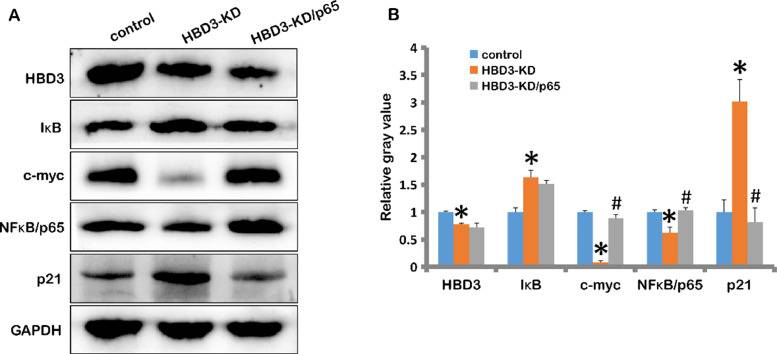 A
control HBD3-KD HBD3-KD/p65
HBD3
IκB
c-myc
NFκB/p65
p21
GAPDH
B
Relative gray value
4
3.5
3
2.5
2
1.5
1
0.5
0
control
HBD3-KD
HBD3-KD/p65
*
*
*
#
*
#
*
#
HBD3 IκB c-myc NFκB/p65 p21